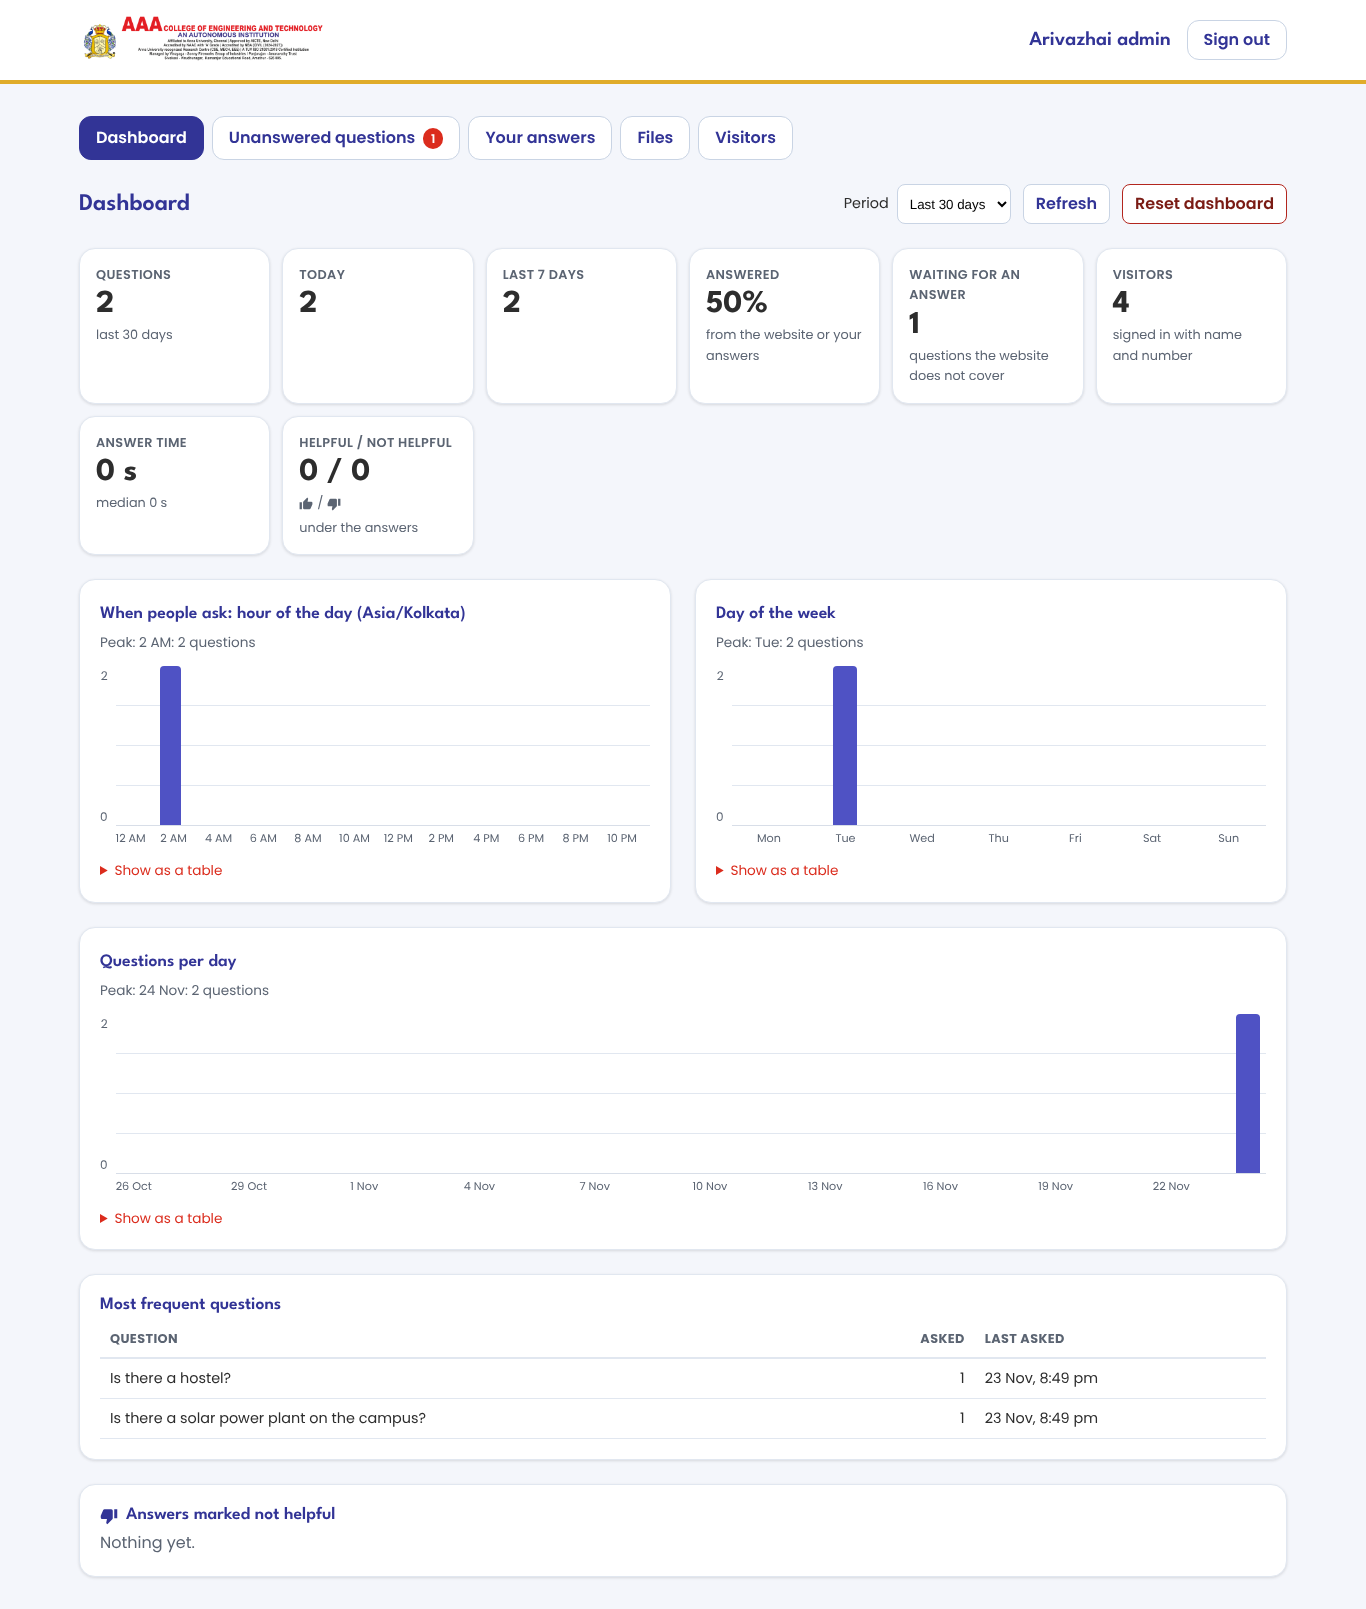 AAA COLLEGE OF ENGINEERING AND TECHNOLOGY
AN AUTONOMOUS INSTITUTION
Arivazhai admin
Sign out
Dashboard
Unanswered questions 1
Your answers
Files
Visitors
Dashboard
Period
Last 30 days
Refresh
Reset dashboard
QUESTIONS
2
last 30 days
TODAY
2
LAST 7 DAYS
2
ANSWERED
50%
from the website or your
answers
WAITING FOR AN
ANSWER
1
questions the website
does not cover
VISITORS
4
signed in with name
and number
ANSWER TIME
0 s
median 0 s
HELPFUL / NOT HELPFUL
0 / 0
/
under the answers
When people ask: hour of the day (Asia/Kolkata)
Peak: 2 AM: 2 questions
2
0
12 AM 2 AM 4 AM 6 AM 8 AM 10 AM 12 PM 2 PM 4 PM 6 PM 8 PM 10 PM
Show as a table
Day of the week
Peak: Tue: 2 questions
2
0
Mon Tue Wed Thu Fri Sat Sun
Show as a table
Questions per day
Peak: 24 Nov: 2 questions
2
0
26 Oct 29 Oct 1 Nov 4 Nov 7 Nov 10 Nov 13 Nov 16 Nov 19 Nov 22 Nov
Show as a table
Most frequent questions
QUESTION ASKED LAST ASKED
Is there a hostel? 1 23 Nov, 8:49 pm
Is there a solar power plant on the campus? 1 23 Nov, 8:49 pm
Answers marked not helpful
Nothing yet.